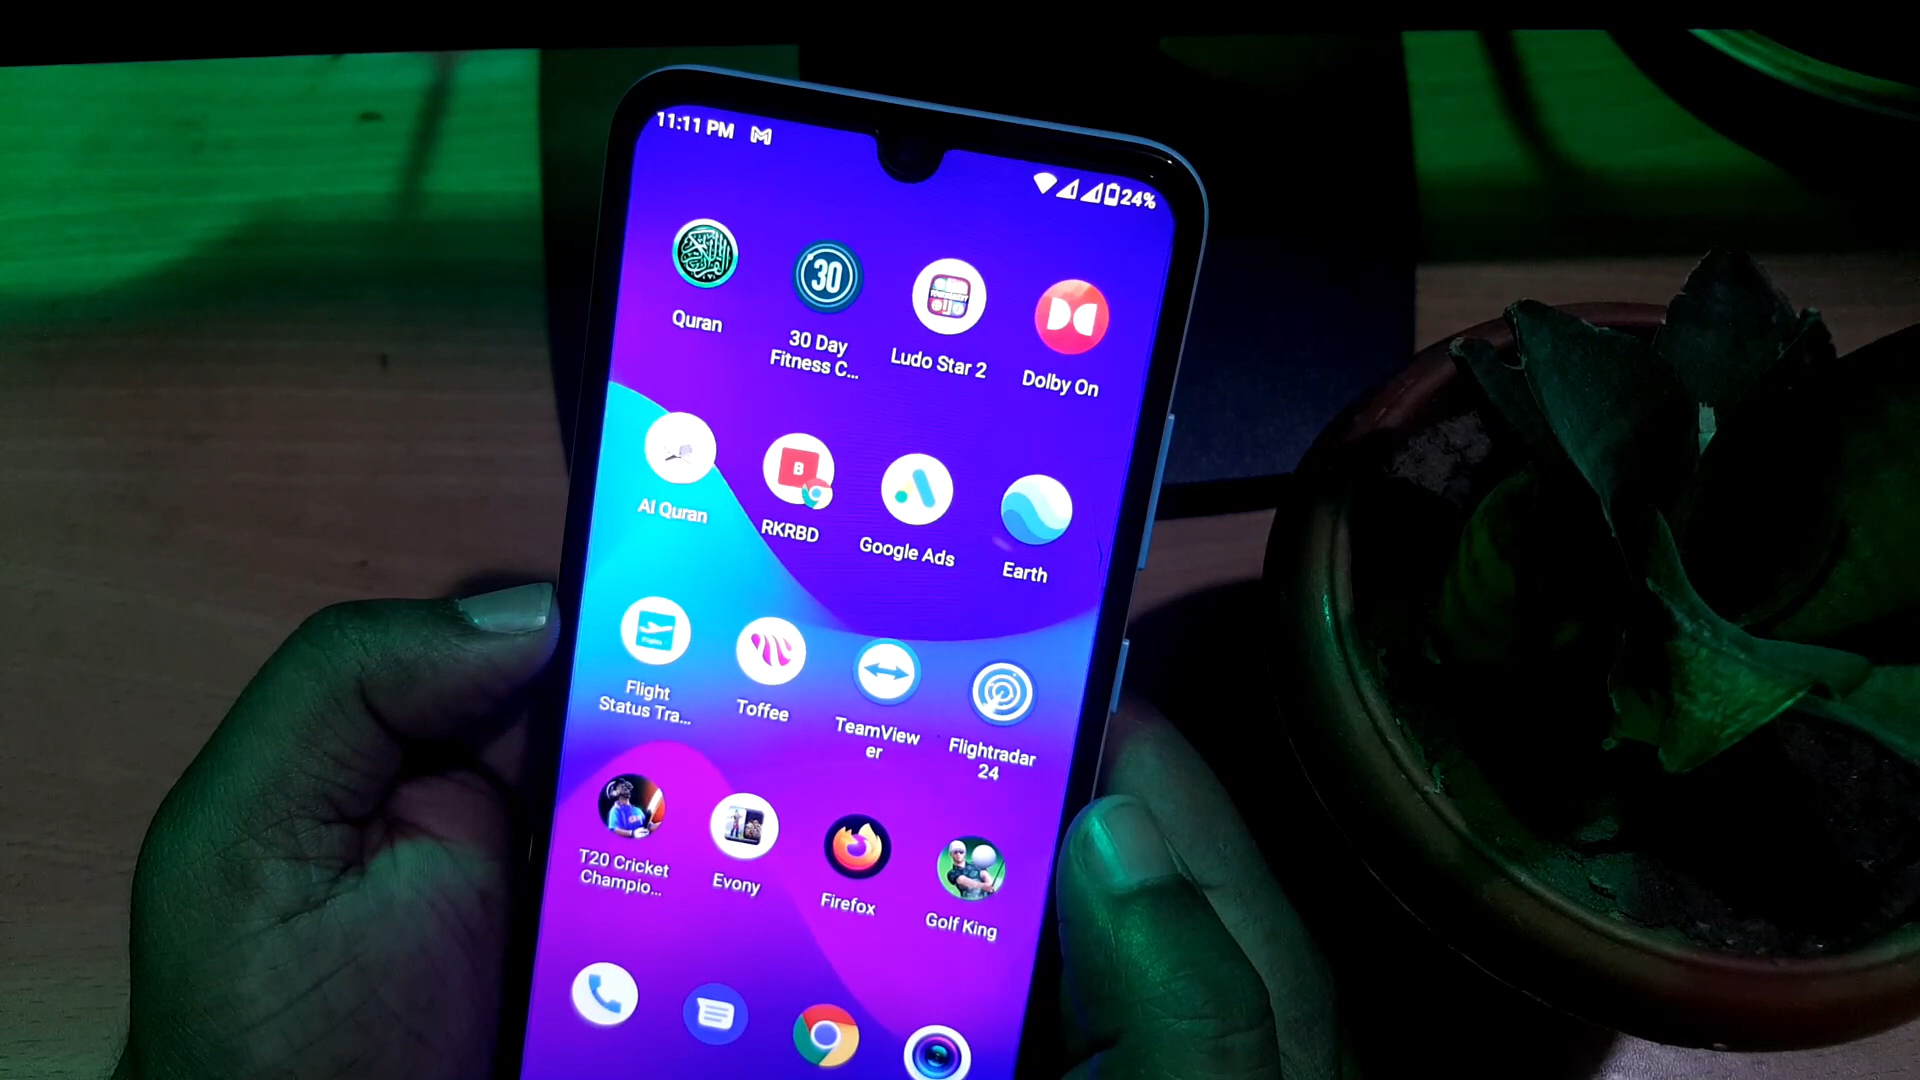 11:11 PM
24%
Quran
30
30 Day
Fitness C...
Ludo Star 2
Dolby On
Al Quran
B
RKRBD
Google Ads
Earth
Flight
Status Tra...
Toffee
TeamView
er
Flightradar
24
T20 Cricket
Champio...
Evony
Firefox
Golf King